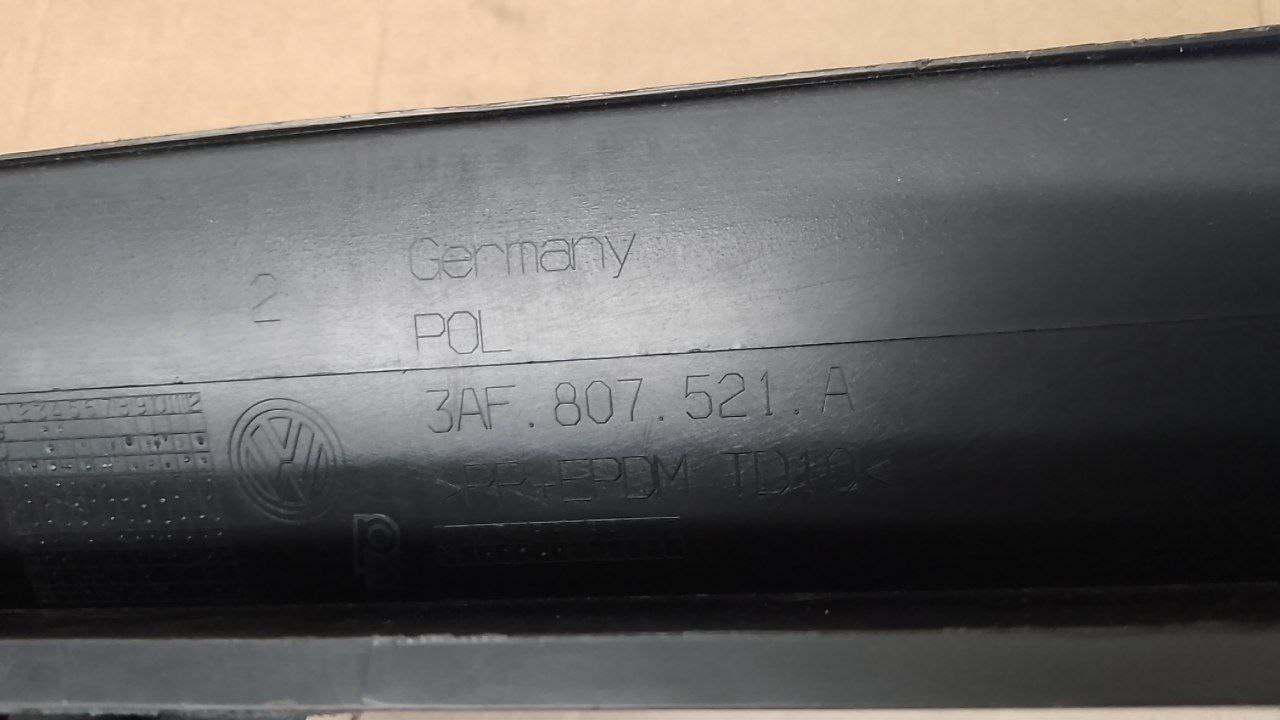 Germany
2
POL
3AF.807.521.A
>PP+EPDM TD10<